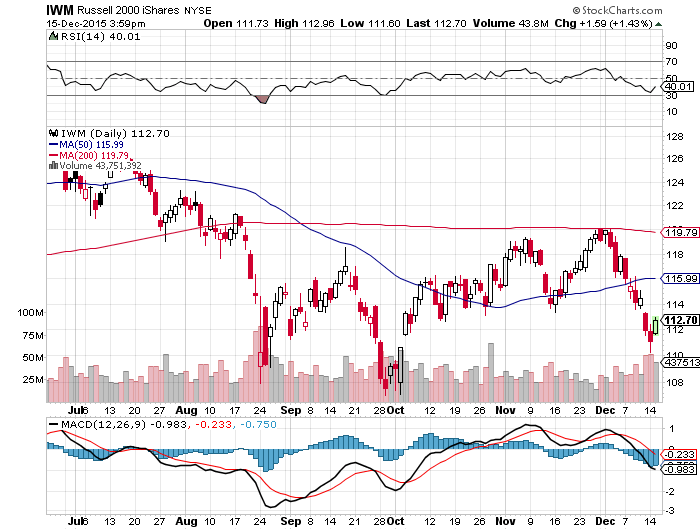 IWM Russell 2000 iShares NYSE © StockCharts.com
15-Dec-2015 3:59pm Open 111.73 High 112.96 Low 111.60 Last 112.70 Volume 43.8M Chg +1.59 (+1.43%)
RSI(14) 40.01
90
70
50
40.01
30
10
IWM (Daily) 112.70
MA(50) 115.99
MA(200) 119.79
Volume 43,751,392
128
126
124
122
120
119.79
118
116
115.99
114
112.70
112
110
437513
108
100M
75M
50M
25M
Jul 6 13 20 27 Aug 10 17 24 Sep 8 14 21 28 Oct 12 19 26 Nov 9 16 23 Dec 7 14
MACD(12,26,9) -0.983, -0.233, -0.750
1
0
-0.233
-0.983
-2
-3
Jul 6 13 20 27 Aug 10 17 24 Sep 8 14 21 28 Oct 12 19 26 Nov 9 16 23 Dec 7 14